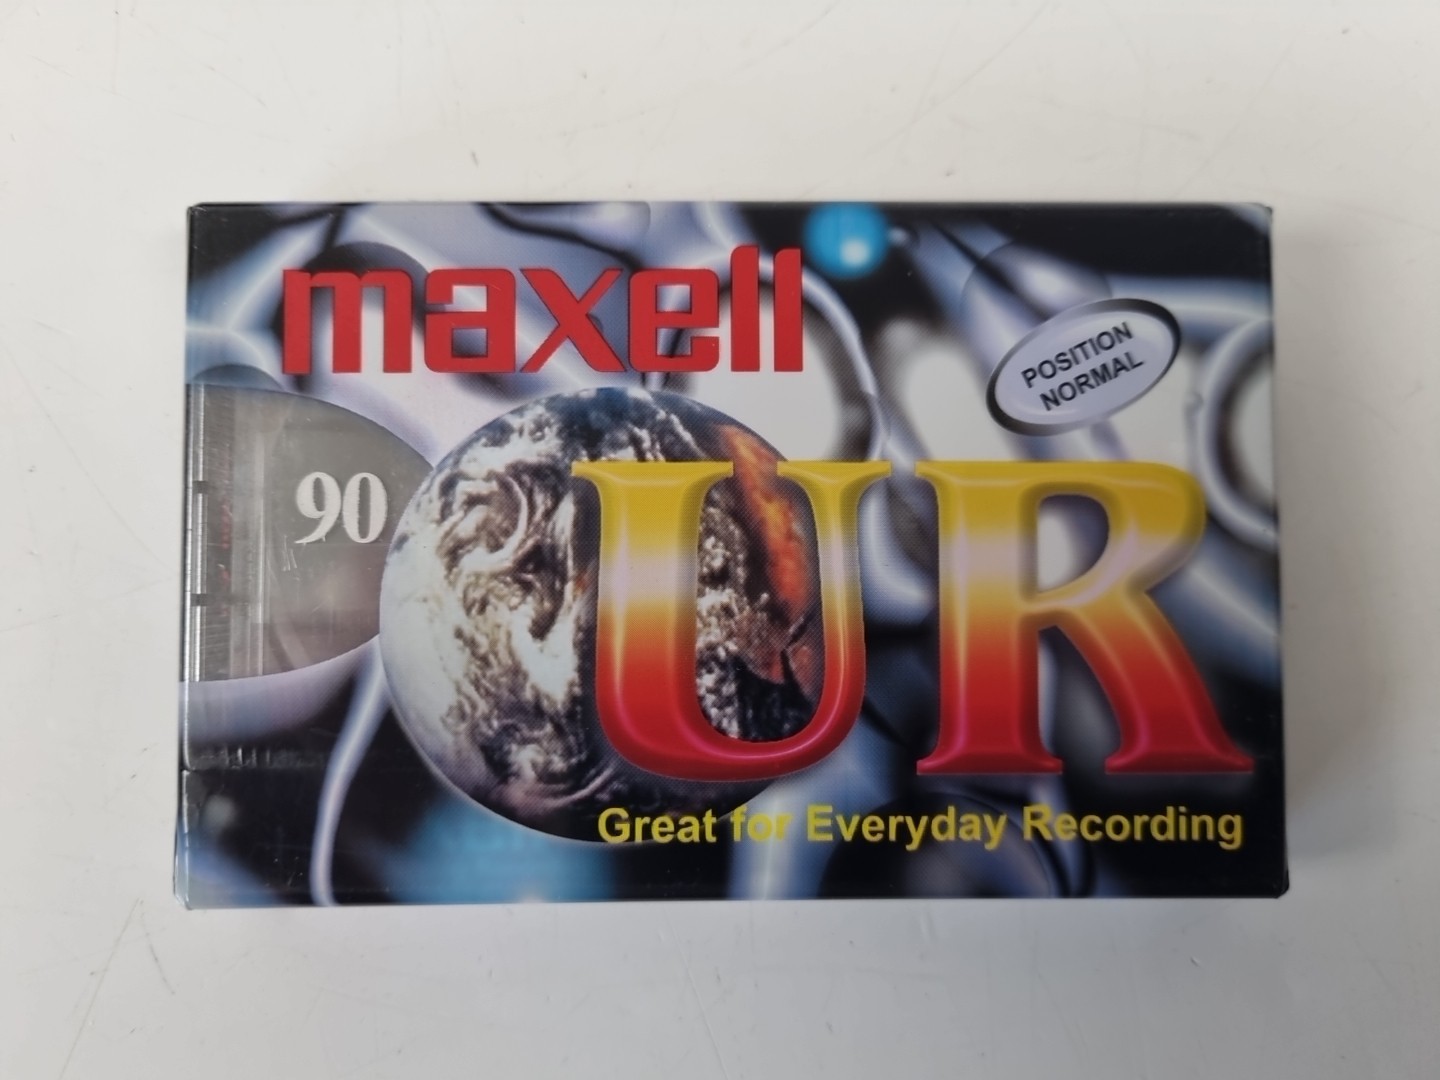 maxell
POSITION
NORMAL
90
UR
Great for Everyday Recording